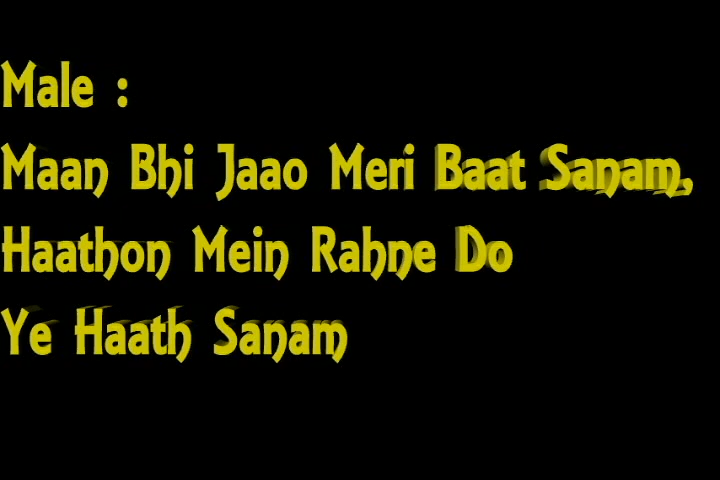 Male :
Maan Bhi Jaao Meri Baat Sanam,
Haathon Mein Rahne Do
Ye Haath Sanam